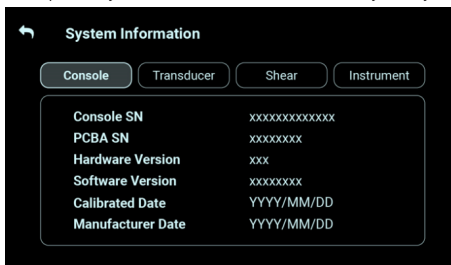 System Information
Console Transducer Shear Instrument
Console SN xxxxxxxxxxxxx
PCBA SN xxxxxxxx
Hardware Version xxx
Software Version xxxxxxxx
Calibrated Date YYYY/MM/DD
Manufacturer Date YYYY/MM/DD